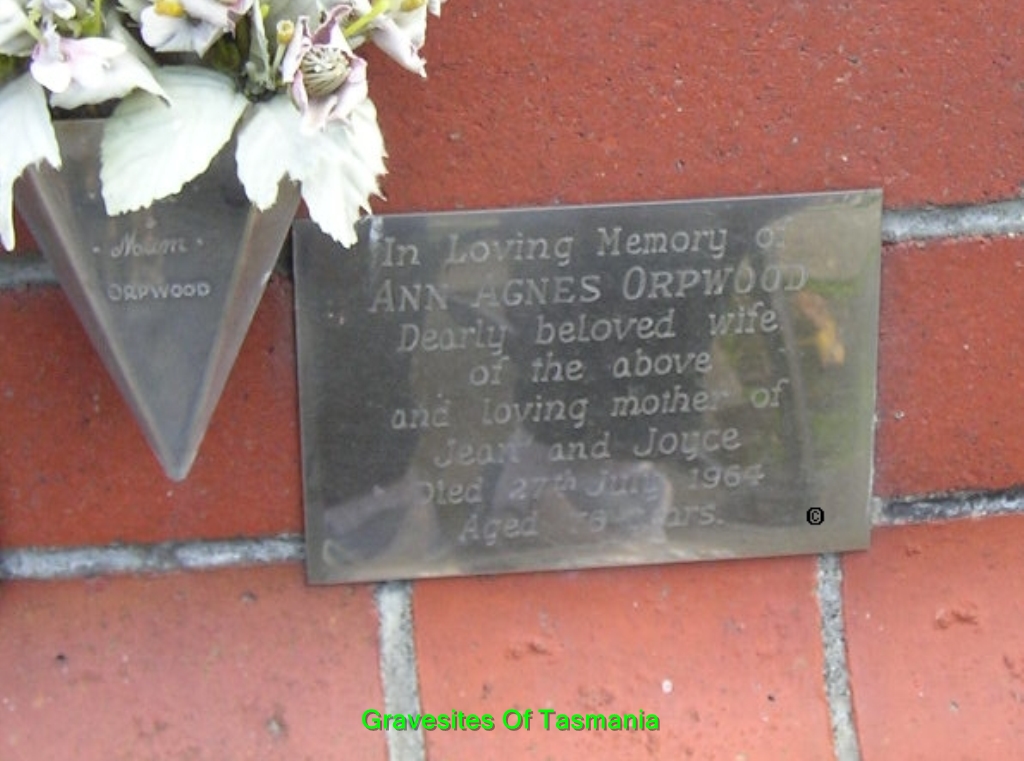 · Mum ·
ORPWOOD
In Loving Memory of
ANN AGNES ORPWOOD
Dearly beloved wife
of the above
and loving mother of
Jean and Joyce
Died 27th July 1964
Aged
©
Gravesites Of Tasmania